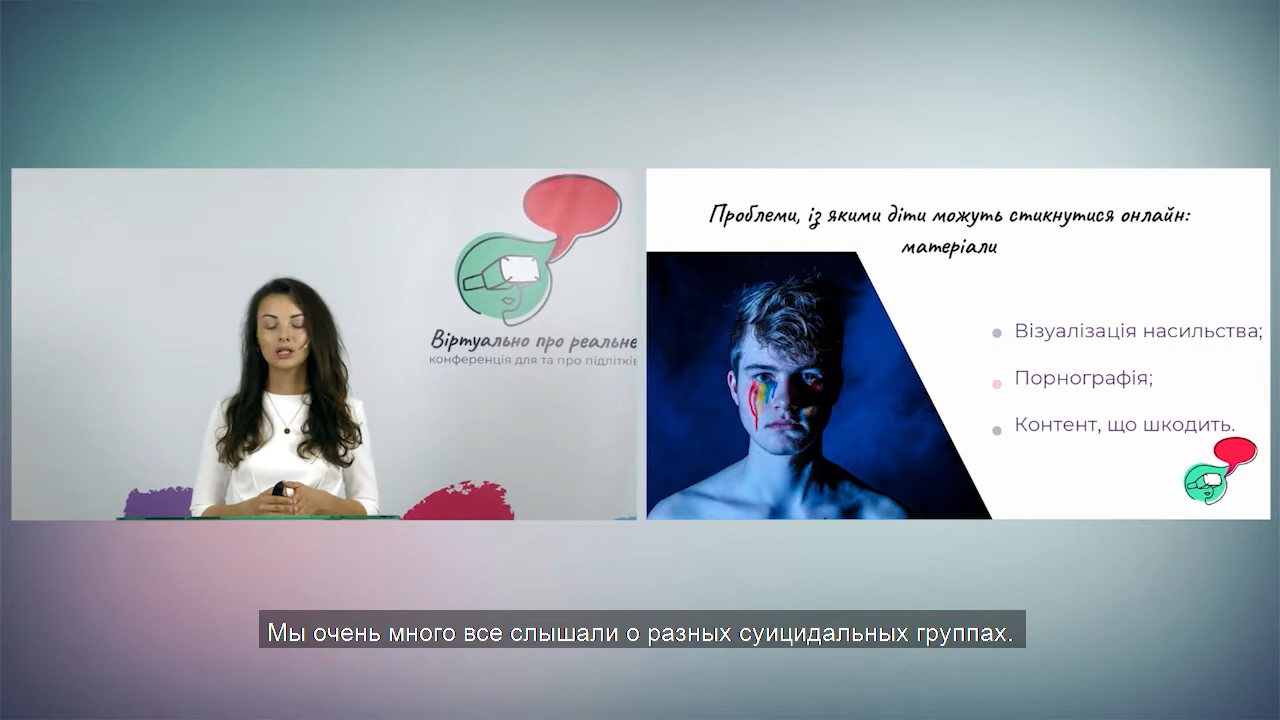 Віртуально про реальне
конференція для та про підлітків
Проблеми, із якими діти можуть стикнутися онлайн:
матеріали
Візуалізація насильства;
Порнографія;
Контент, що шкодить.
Мы очень много все слышали о разных суицидальных группах.